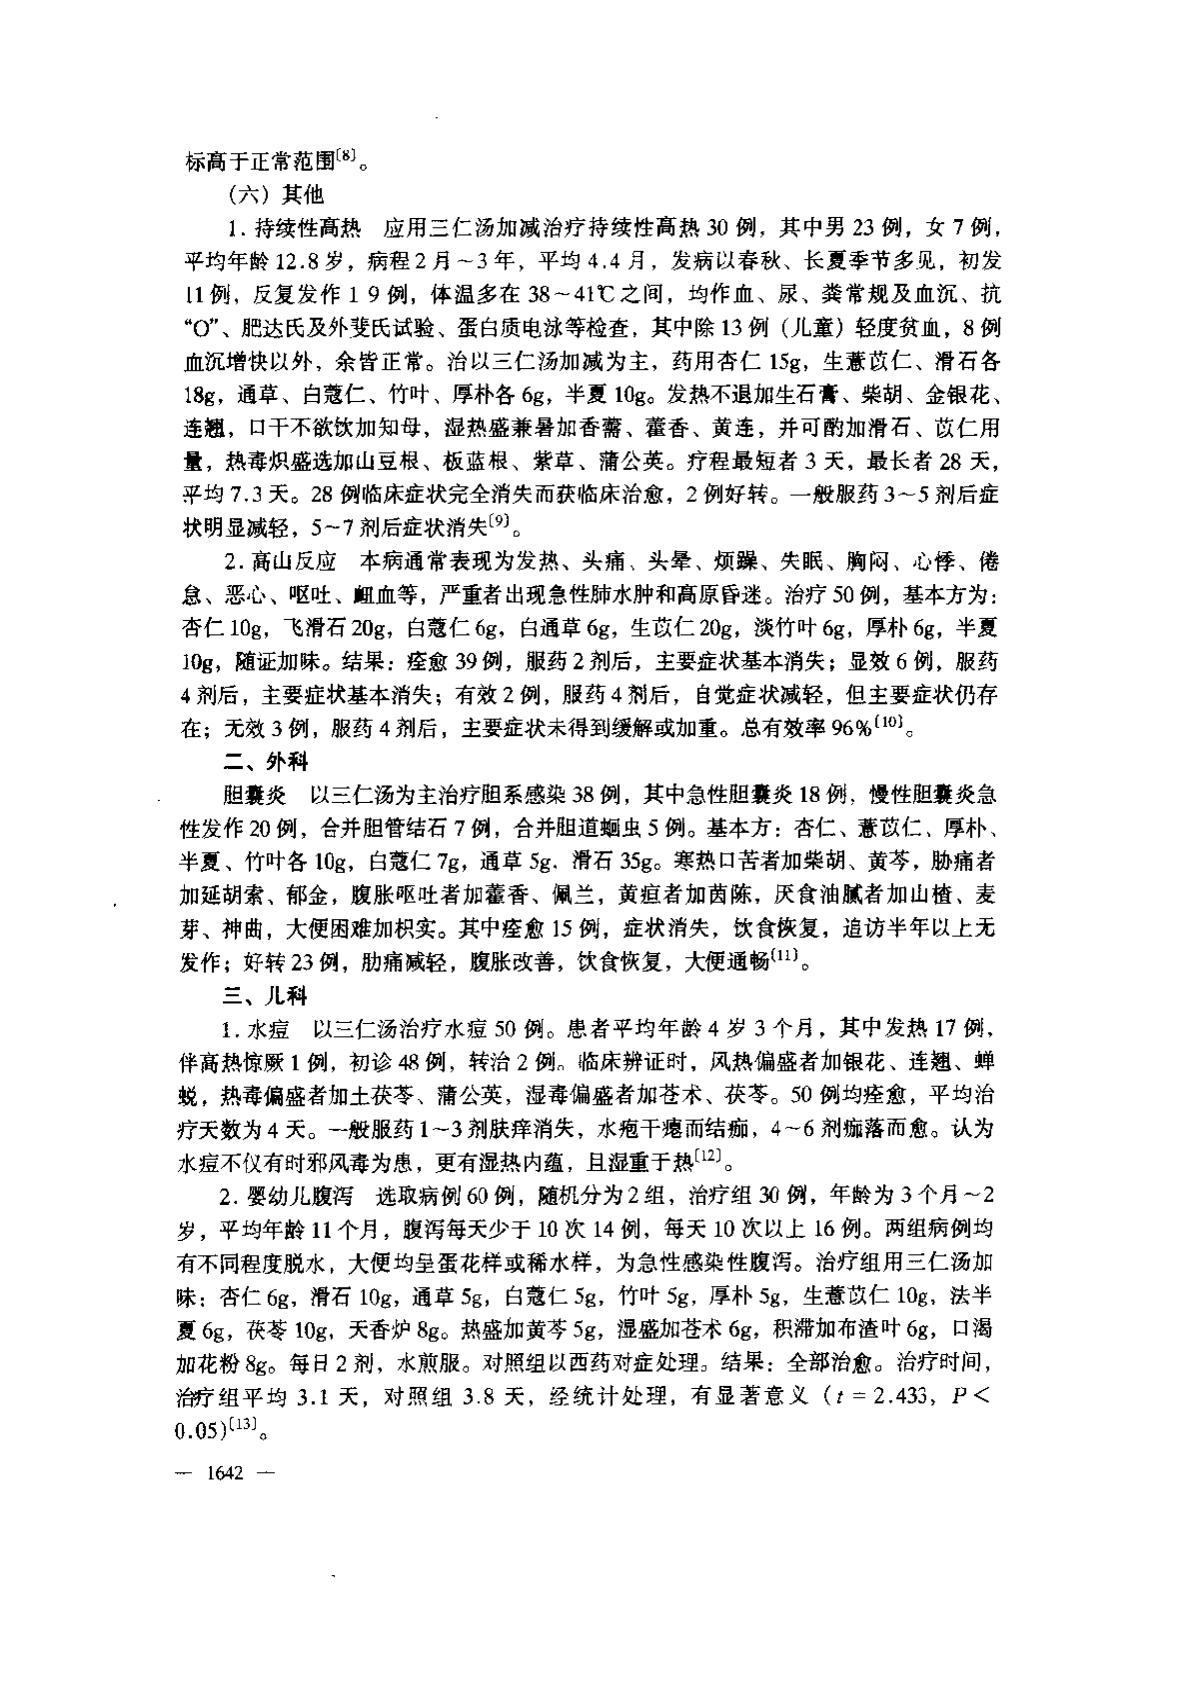 标高于正常范围〔8〕。
（六）其他
1. 持续性高热　应用三仁汤加减治疗持续性高热 30 例，其中男 23 例，女 7 例，
平均年龄 12.8 岁，病程 2 月～3 年，平均 4.4 月，发病以春秋、长夏季节多见，初发
11 例，反复发作 1 9 例，体温多在 38～41℃之间，均作血、尿、粪常规及血沉、抗
“O”、肥达氏及外斐氏试验、蛋白质电泳等检查，其中除 13 例（儿童）轻度贫血，8 例
血沉增快以外，余皆正常。治以三仁汤加减为主，药用杏仁 15g，生薏苡仁、滑石各
18g，通草、白蔻仁、竹叶、厚朴各 6g，半夏 10g。发热不退加生石膏、柴胡、金银花、
连翘，口干不欲饮加知母，湿热盛兼暑加香薷、藿香、黄连，并可酌加滑石、苡仁用
量，热毒炽盛选加山豆根、板蓝根、紫草、蒲公英。疗程最短者 3 天，最长者 28 天，
平均 7.3 天。28 例临床症状完全消失而获临床治愈，2 例好转。一般服药 3～5 剂后症
状明显减轻，5～7 剂后症状消失〔9〕。
2. 高山反应　本病通常表现为发热、头痛、头晕、烦躁、失眠、胸闷、心悸、倦
怠、恶心、呕吐、衄血等，严重者出现急性肺水肿和高原昏迷。治疗 50 例，基本方为：
杏仁 10g，飞滑石 20g，白蔻仁 6g，白通草 6g，生苡仁 20g，淡竹叶 6g，厚朴 6g，半夏
10g，随证加味。结果：痊愈 39 例，服药 2 剂后，主要症状基本消失；显效 6 例，服药
4 剂后，主要症状基本消失；有效 2 例，服药 4 剂后，自觉症状减轻，但主要症状仍存
在；无效 3 例，服药 4 剂后，主要症状未得到缓解或加重。总有效率 96%〔10〕。
二、外科
胆囊炎　以三仁汤为主治疗胆系感染 38 例，其中急性胆囊炎 18 例，慢性胆囊炎急
性发作 20 例，合并胆管结石 7 例，合并胆道蛔虫 5 例。基本方：杏仁、薏苡仁、厚朴、
半夏、竹叶各 10g，白蔻仁 7g，通草 5g．滑石 35g。寒热口苦者加柴胡、黄芩，胁痛者
加延胡索、郁金，腹胀呕吐者加藿香、佩兰，黄疸者加茵陈，厌食油腻者加山楂、麦
芽、神曲，大便困难加枳实。其中痊愈 15 例，症状消失，饮食恢复，追访半年以上无
发作；好转 23 例，肋痛减轻，腹胀改善，饮食恢复，大便通畅〔11〕。
三、儿科
1. 水痘　以三仁汤治疗水痘 50 例。患者平均年龄 4 岁 3 个月，其中发热 17 例，
伴高热惊厥 1 例，初诊 48 例，转治 2 例。临床辨证时，风热偏盛者加银花、连翘、蝉
蜕，热毒偏盛者加土茯苓、蒲公英，湿毒偏盛者加苍术、茯苓。50 例均痊愈，平均治
疗天数为 4 天。一般服药 1～3 剂肤痒消失，水疱干瘪而结痂，4～6 剂痂落而愈。认为
水痘不仅有时邪风毒为患，更有湿热内蕴，且湿重于热〔12〕。
2. 婴幼儿腹泻　选取病例 60 例，随机分为 2 组，治疗组 30 例，年龄为 3 个月～2
岁，平均年龄 11 个月，腹泻每天少于 10 次 14 例，每天 10 次以上 16 例。两组病例均
有不同程度脱水，大便均呈蛋花样或稀水样，为急性感染性腹泻。治疗组用三仁汤加
味：杏仁 6g，滑石 10g，通草 5g，白蔻仁 5g，竹叶 5g，厚朴 5g，生薏苡仁 10g，法半
夏 6g，茯苓 10g，天香炉 8g。热盛加黄芩 5g，湿盛加苍术 6g，积滞加布渣叶 6g，口渴
加花粉 8g。每日 2 剂，水煎服。对照组以西药对症处理。结果：全部治愈。治疗时间，
治疗组平均 3.1 天，对照组 3.8 天，经统计处理，有显著意义（t = 2.433，P＜
0.05)〔13〕。
— 1642 —